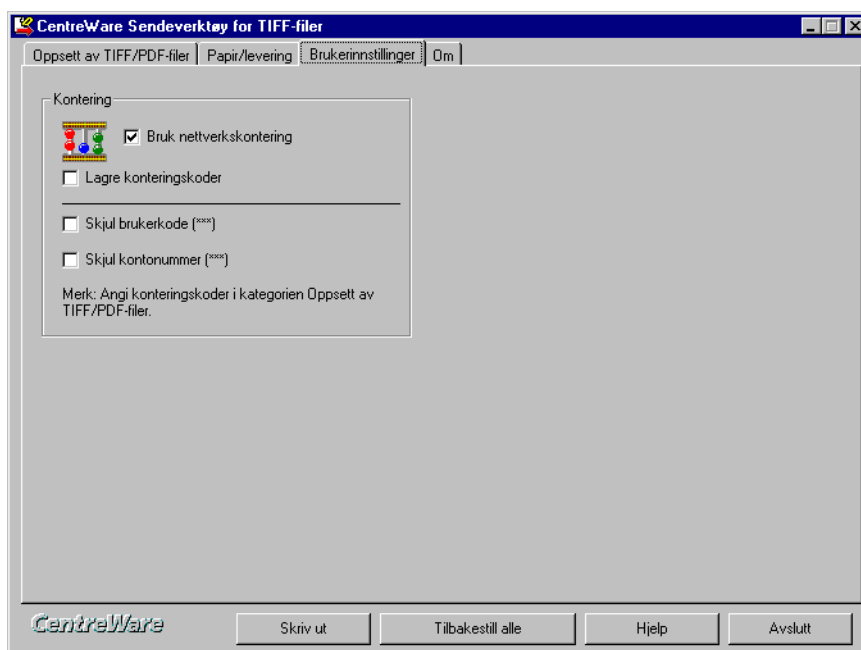 CentreWare Sendeverktøy for TIFF-filer
Oppsett av TIFF/PDF-filer Papir/levering Brukerinnstillinger Om
Kontering
Bruk nettverkskontering
Lagre konteringskoder
Skjul brukerkode (***)
Skjul kontonummer (***)
Merk: Angi konteringskoder i kategorien Oppsett av
TIFF/PDF-filer.
CentreWare Skriv ut Tilbakestill alle Hjelp Avslutt